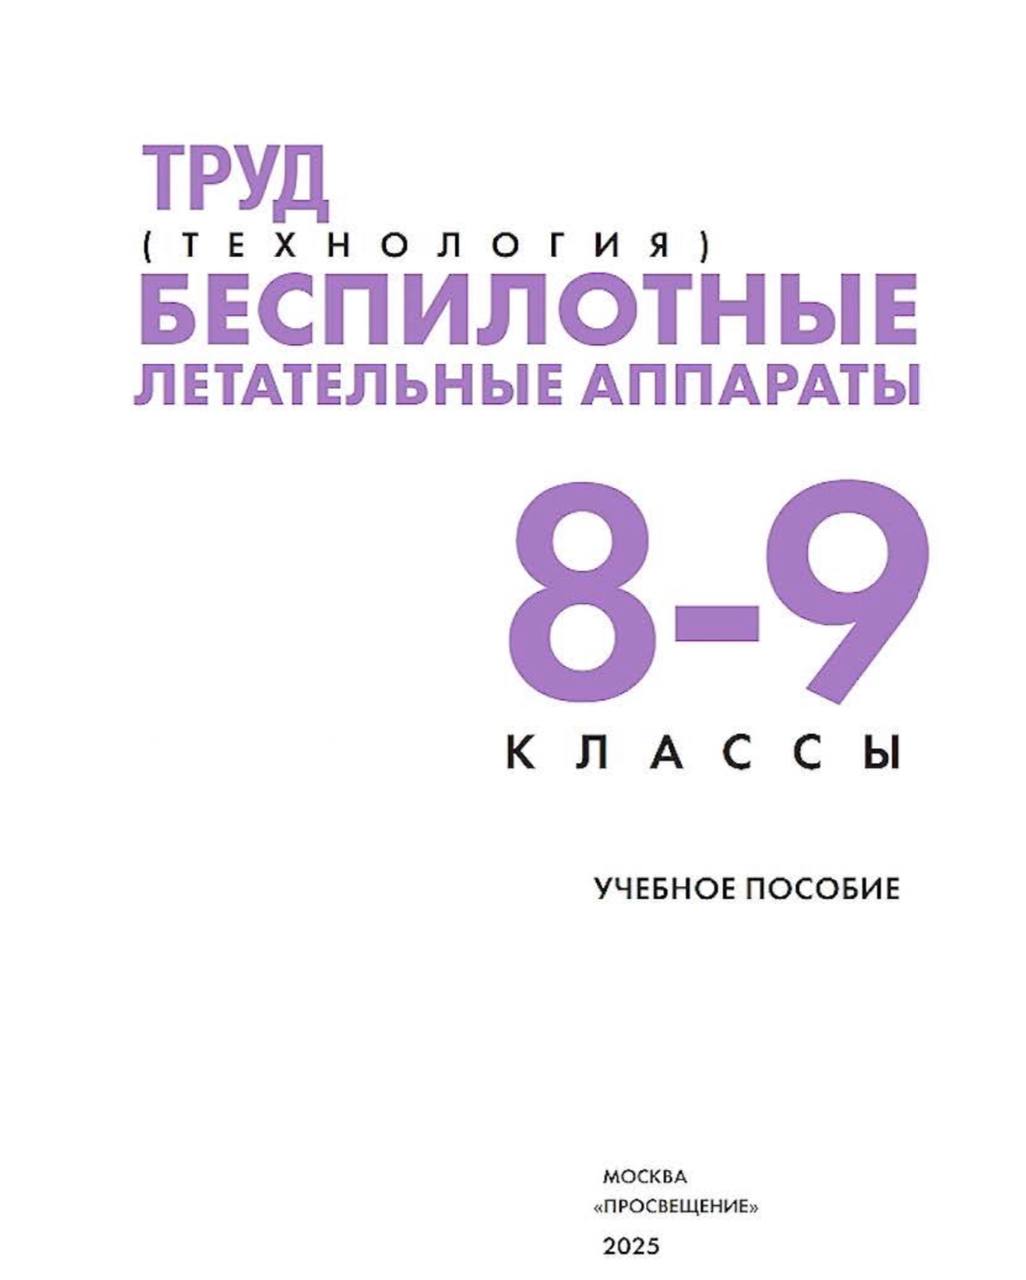 ТРУД
(ТЕХНОЛОГИЯ)
БЕСПИЛОТНЫЕ
ЛЕТАТЕЛЬНЫЕ АППАРАТЫ
8–9
КЛАССЫ
УЧЕБНОЕ ПОСОБИЕ
МОСКВА
«ПРОСВЕЩЕНИЕ»
2025